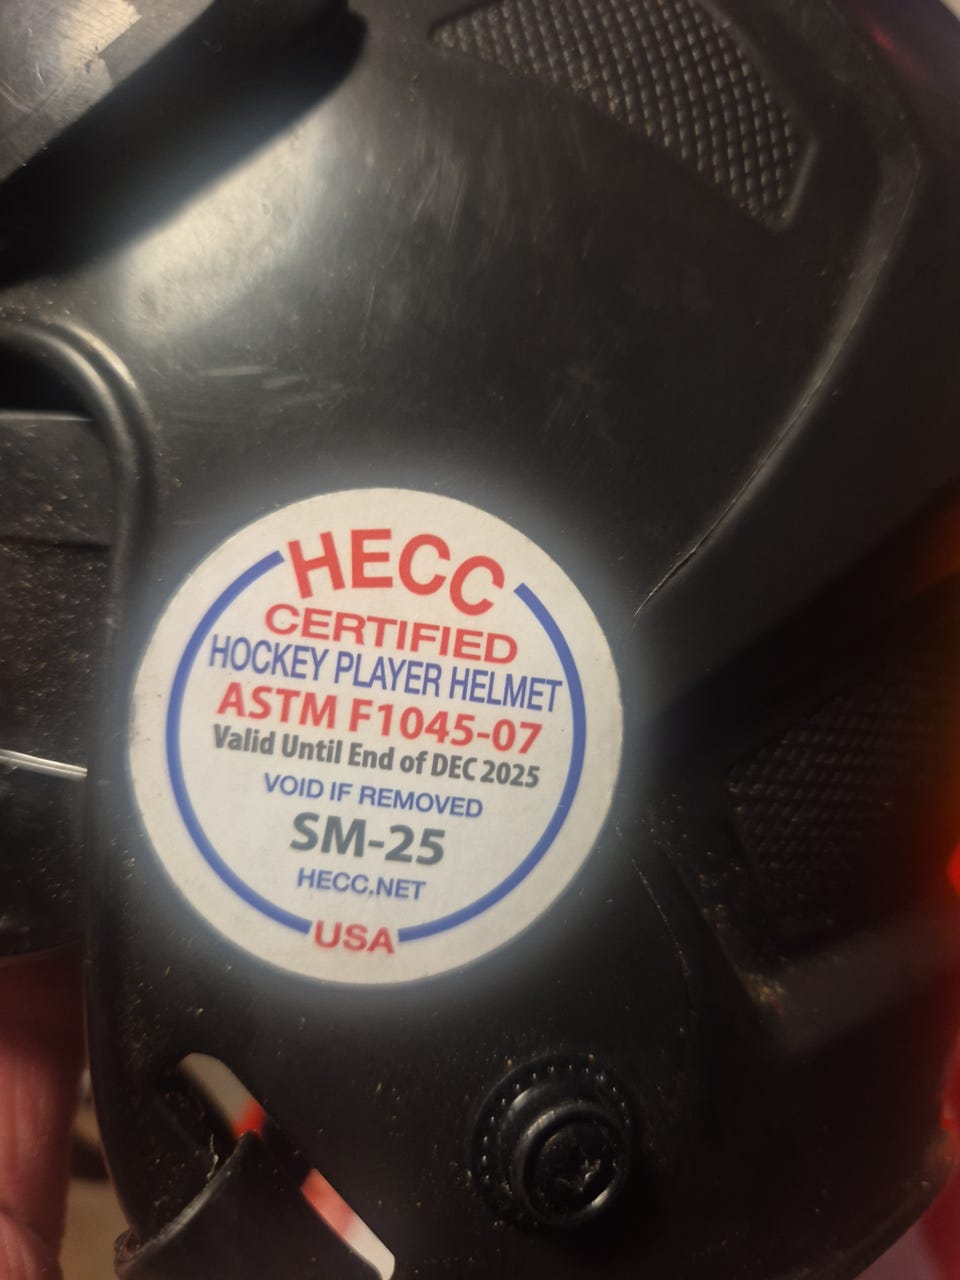 HECC
CERTIFIED
HOCKEY PLAYER HELMET
ASTM F1045-07
Valid Until End of DEC 2025
VOID IF REMOVED
SM-25
HECC.NET
USA